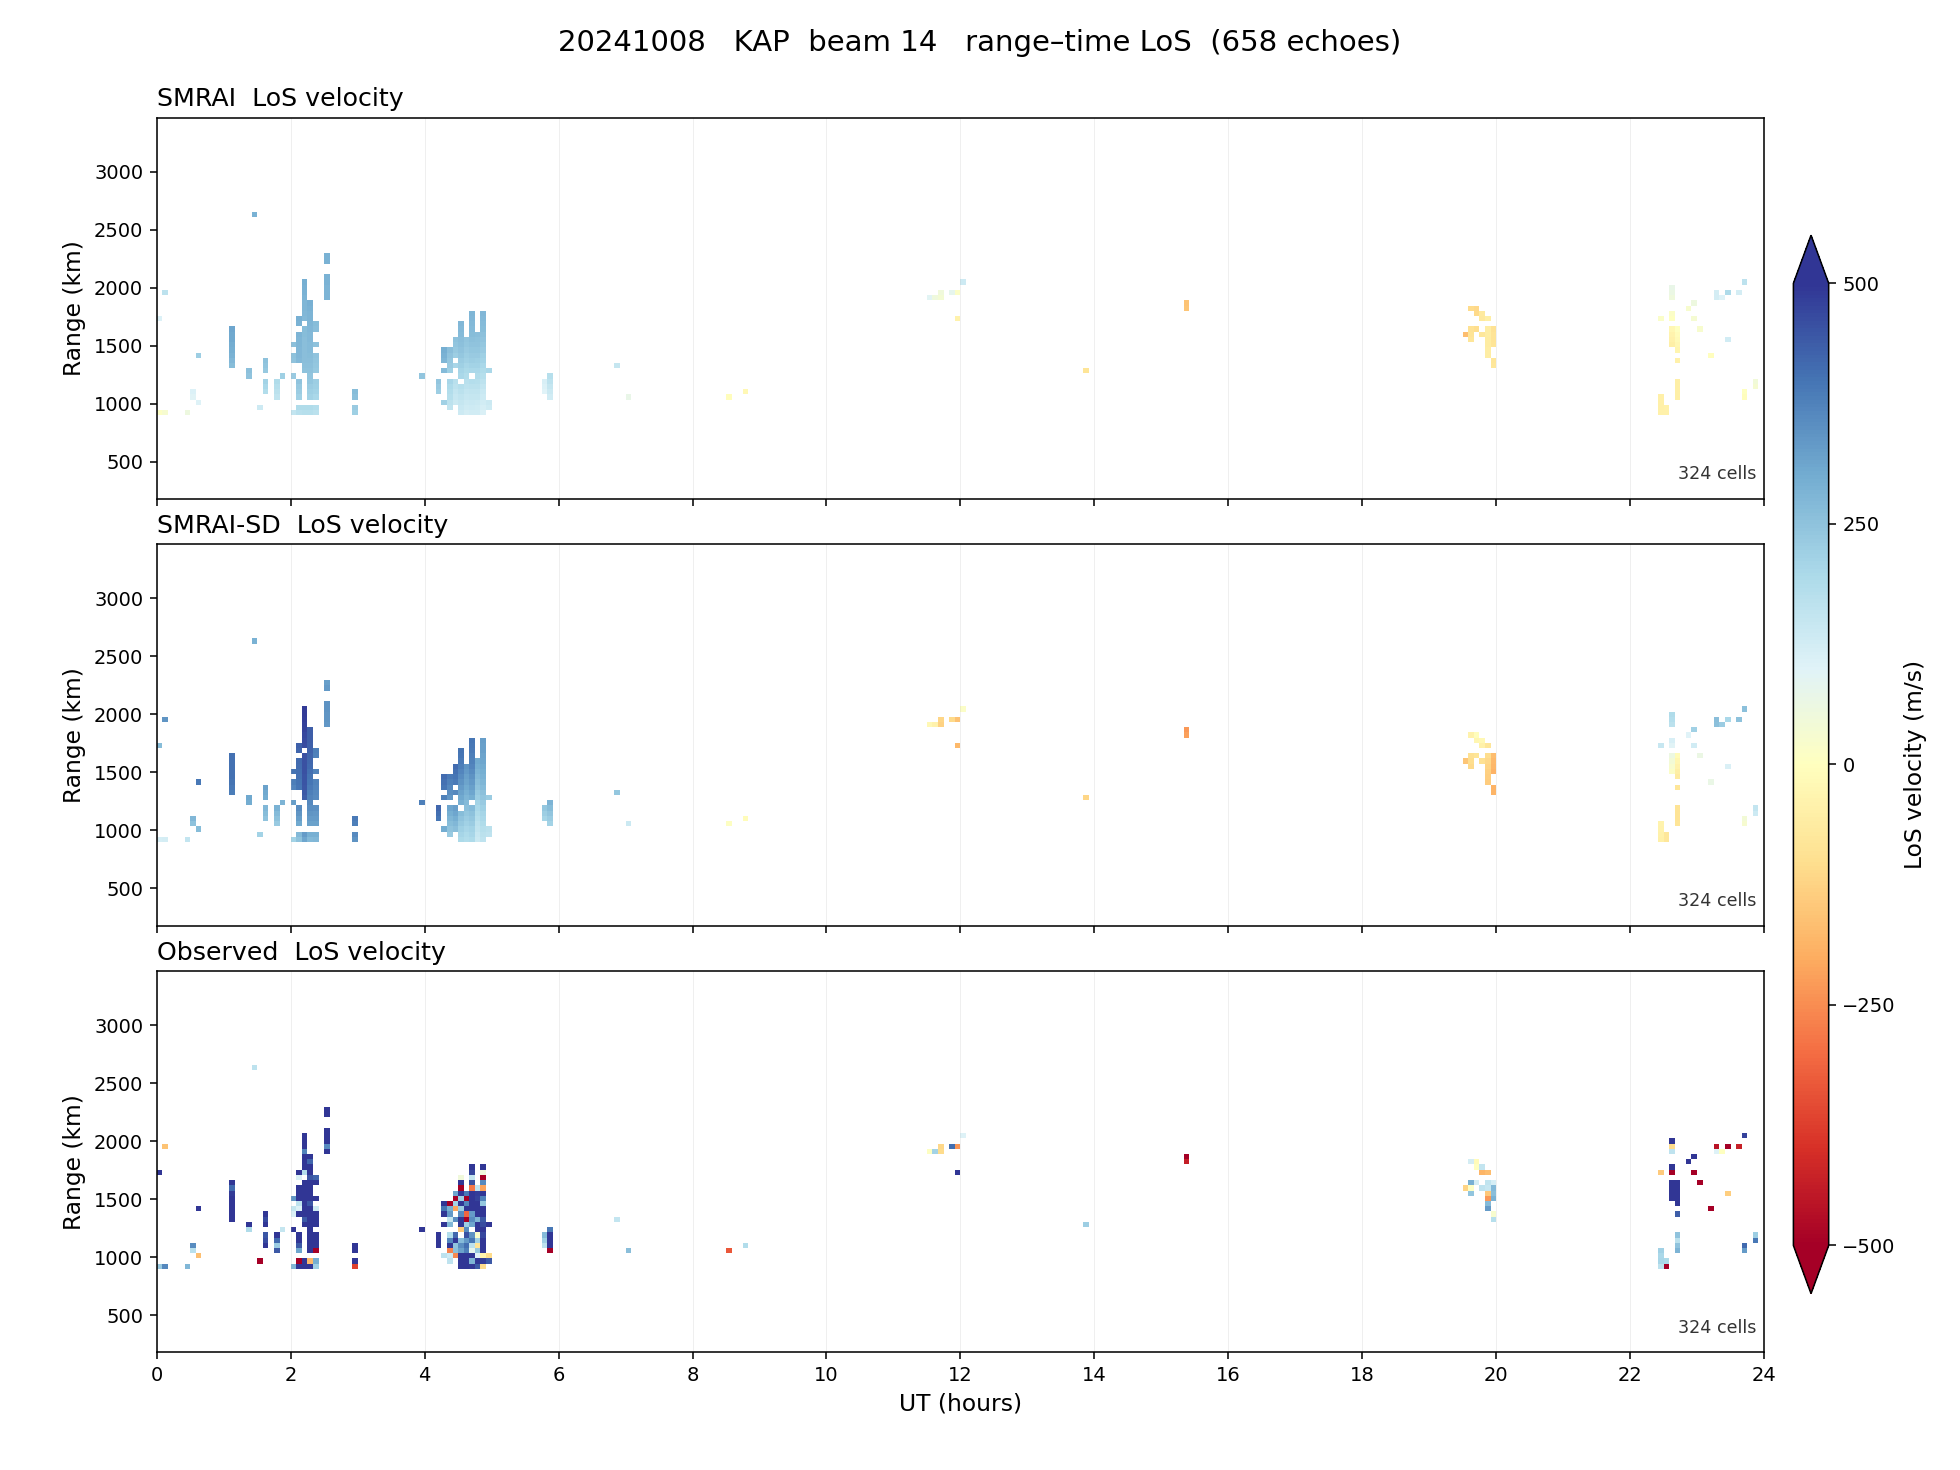 20241008   KAP  beam 14   range–time LoS  (658 echoes)
SMRAI  LoS velocity
Range (km)
3000
2500
2000
1500
1000
500
324 cells
SMRAI-SD  LoS velocity
Range (km)
3000
2500
2000
1500
1000
500
324 cells
Observed  LoS velocity
Range (km)
3000
2500
2000
1500
1000
500
324 cells
0 2 4 6 8 10 12 14 16 18 20 22 24
UT (hours)
500
250
0
−250
−500
LoS velocity (m/s)